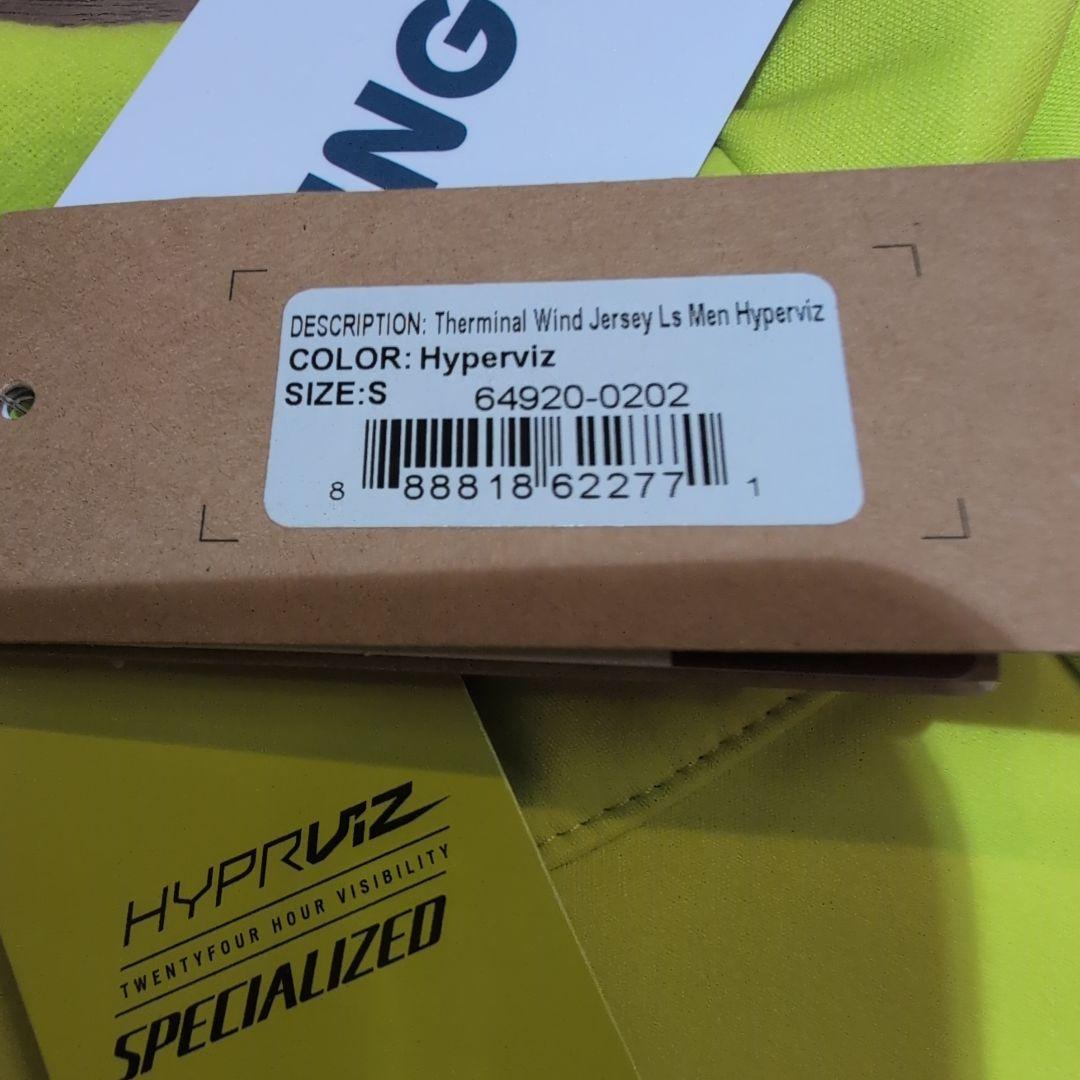 ING
DESCRIPTION: Therminal Wind Jersey Ls Men Hyperviz
COLOR: Hyperviz
SIZE:S 64920-0202
8 88818 62277 1
HYPRViZ
TWENTYFOUR HOUR VISIBILITY
SPECIALIZED